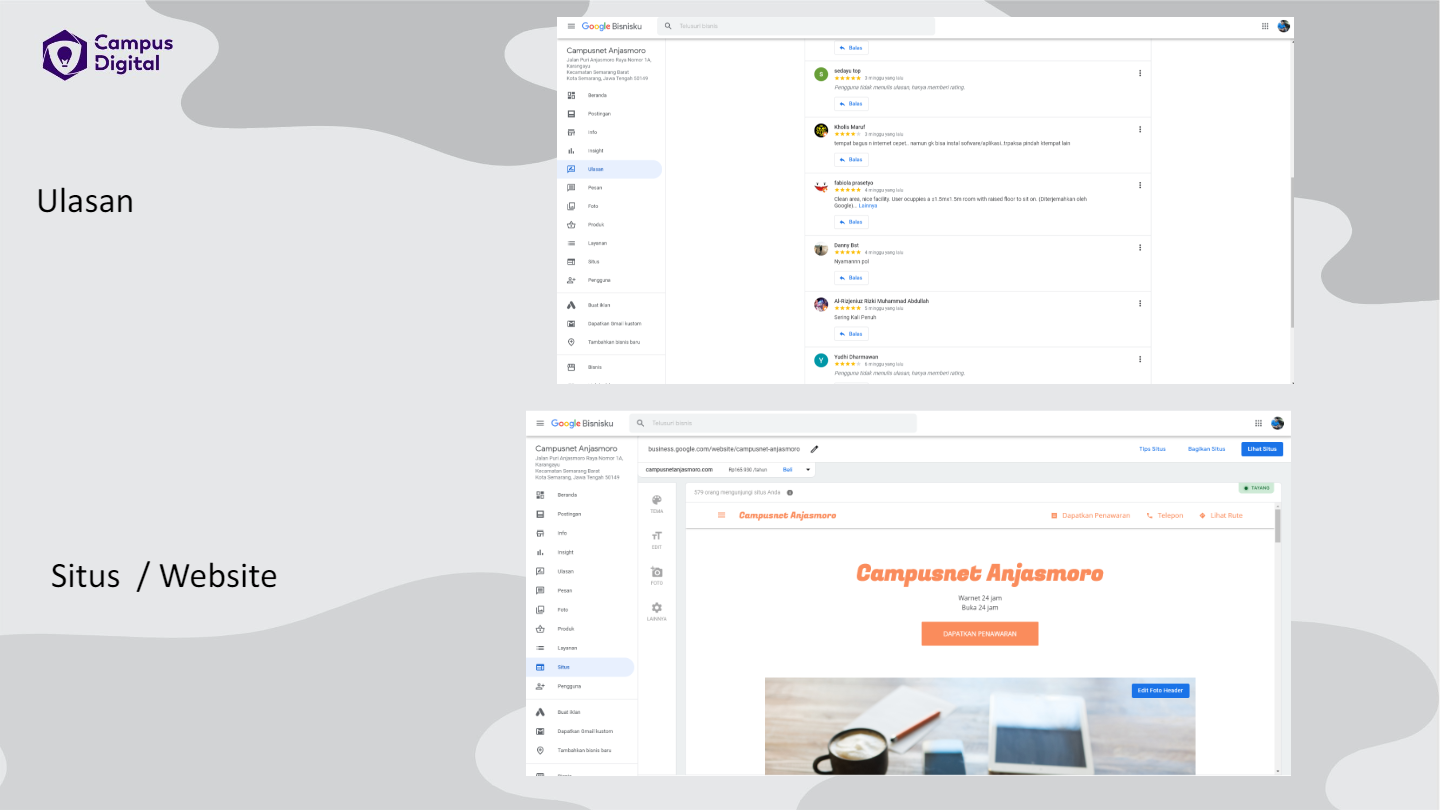 Campus
Digital
Ulasan
Google Bisnisku
Telusuri bisnis
Campusnet Anjasmoro
Jalan Puri Anjasmoro Raya Nomor 1A,
Karangayu
Kecamatan Semarang Barat
Kota Semarang, Jawa Tengah 50149
Beranda
Postingan
Info
Insight
Ulasan
Pesan
Foto
Produk
Layanan
Situs
Pengguna
Buat Iklan
Dapatkan Gmail kustom
Tambahkan bisnis baru
Bisnis
Balas
sedayu top
3 minggu yang lalu
Pengguna tidak menulis ulasan, hanya memberi rating.
Balas
Kholis Maruf
3 minggu yang lalu
tempat bagus n internet cepet.. namun gk bisa instal sofware/aplikasi..trpakse pindah ktempat lain
Balas
fabiola prasetyo
4 minggu yang lalu
Clean area, nice facility. User ocuppies a ±1.5mx1.5m room with raised floor to sit on. (Diterjemahkan oleh
Google)... Lainnya
Balas
Danny Bst
4 minggu yang lalu
Nyamannn pol
Balas
Al-Rizjeniuz Rizki Muhammad Abdullah
5 minggu yang lalu
Sering Kali Penuh
Balas
Y
Yudhi Dharmawan
6 minggu yang lalu
Pengguna tidak menulis ulasan, hanya memberi rating.
Situs / Website
Google Bisnisku
Telusuri bisnis
Campusnet Anjasmoro
Jalan Puri Anjasmoro Raya Nomor 1A,
Karangayu
Kecamatan Semarang Barat
Kota Semarang, Jawa Tengah 50149
Beranda
Postingan
Info
Insight
Ulasan
Pesan
Foto
Produk
Layanan
Situs
Pengguna
Buat Iklan
Dapatkan Gmail kustom
Tambahkan bisnis baru
business.google.com/website/campusnet-anjasmoro
Tips Situs
Bagikan Situs
Lihat Situs
campusnetanjasmoro.com
/tahun
Beli
TEMA
EDIT
FOTO
LAINNYA
579 orang mengunjungi situs Anda
TAYANG
Campusnet Anjasmoro
Dapatkan Penawaran
Telepon
Lihat Rute
Campusnet Anjasmoro
Warnet 24 jam
Buka 24 jam
DAPATKAN PENAWARAN
Edit Foto Header